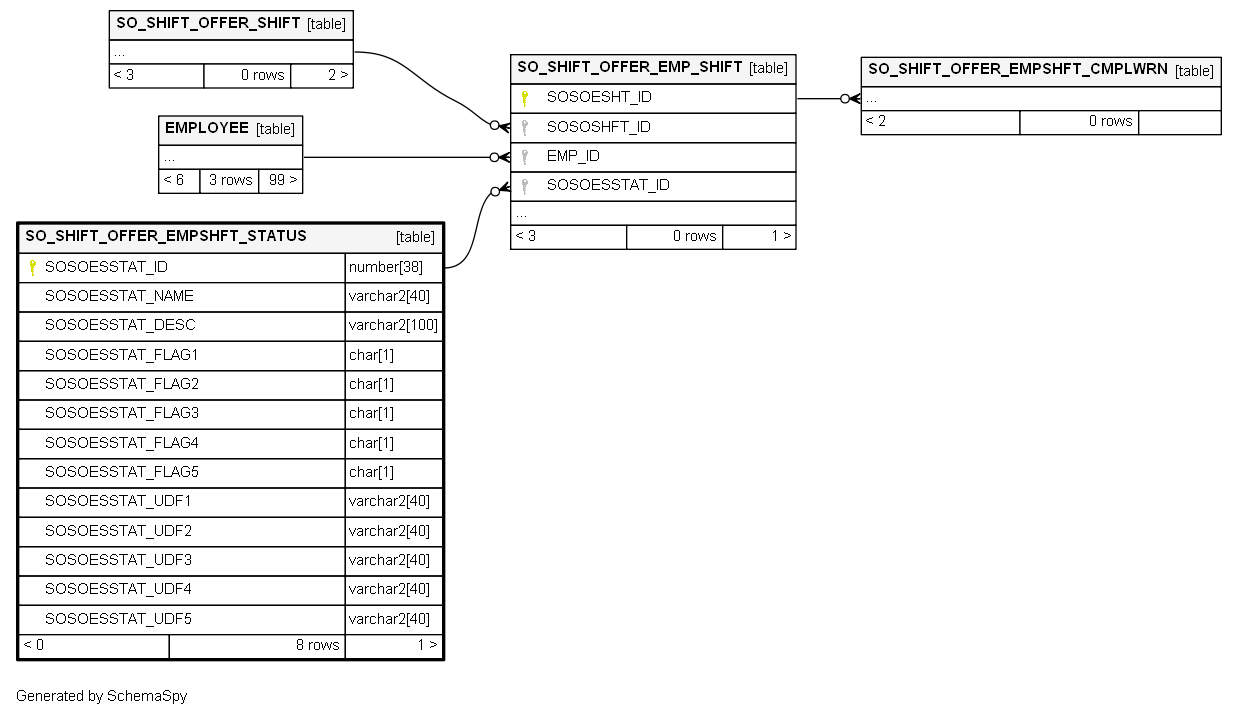 SO_SHIFT_OFFER_SHIFT [table]
...
< 3 0 rows 2 >
EMPLOYEE [table]
...
< 6 3 rows 99 >
SO_SHIFT_OFFER_EMPSHFT_STATUS [table]
SOSOESSTAT_ID number[38]
SOSOESSTAT_NAME varchar2[40]
SOSOESSTAT_DESC varchar2[100]
SOSOESSTAT_FLAG1 char[1]
SOSOESSTAT_FLAG2 char[1]
SOSOESSTAT_FLAG3 char[1]
SOSOESSTAT_FLAG4 char[1]
SOSOESSTAT_FLAG5 char[1]
SOSOESSTAT_UDF1 varchar2[40]
SOSOESSTAT_UDF2 varchar2[40]
SOSOESSTAT_UDF3 varchar2[40]
SOSOESSTAT_UDF4 varchar2[40]
SOSOESSTAT_UDF5 varchar2[40]
< 0 8 rows 1 >
SO_SHIFT_OFFER_EMP_SHIFT [table]
SOSOESHT_ID
SOSOSHFT_ID
EMP_ID
SOSOESSTAT_ID
...
< 3 0 rows 1 >
SO_SHIFT_OFFER_EMPSHFT_CMPLWRN [table]
...
< 2 0 rows
Generated by SchemaSpy